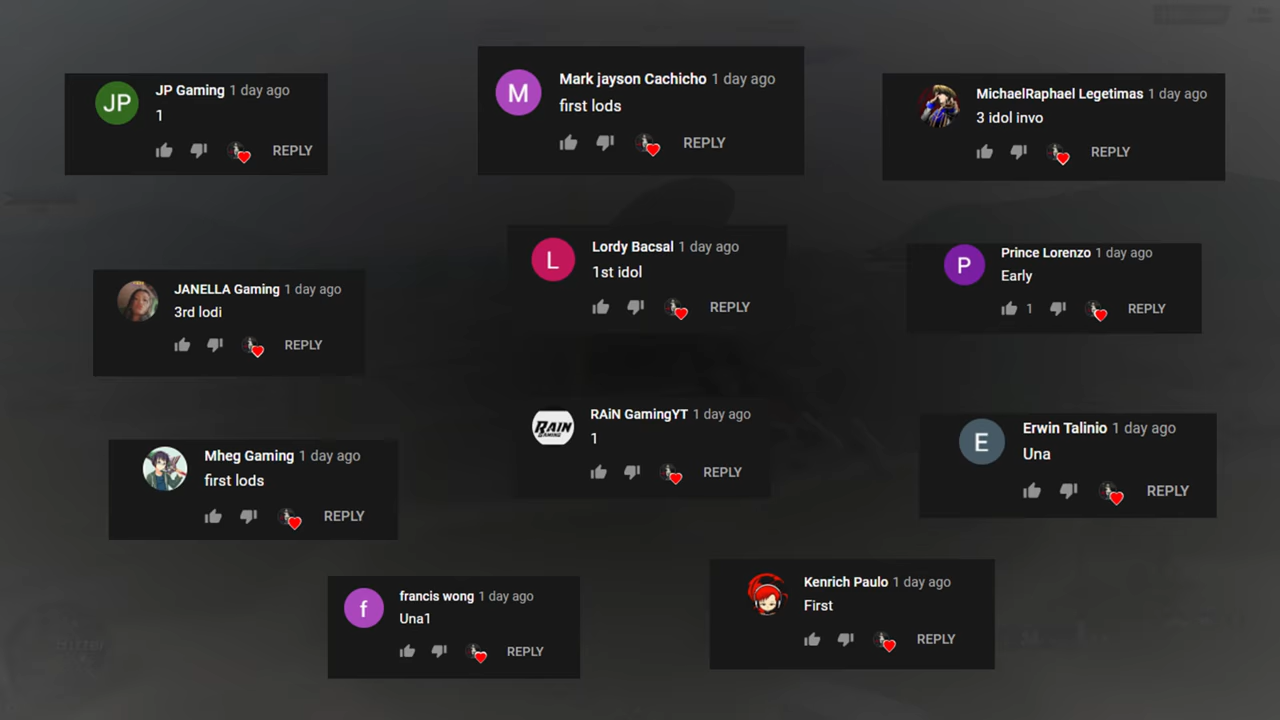 JP Gaming 1 day ago
1
REPLY
Mark jayson Cachicho 1 day ago
first lods
REPLY
MichaelRaphael Legetimas 1 day ago
3 idol invo
REPLY
JANELLA Gaming 1 day ago
3rd lodi
REPLY
Lordy Bacsal 1 day ago
1st idol
REPLY
Prince Lorenzo 1 day ago
Early
1
REPLY
Mheg Gaming 1 day ago
first lods
REPLY
RAiN GamingYT 1 day ago
1
REPLY
Erwin Talinio 1 day ago
Una
REPLY
francis wong 1 day ago
Una1
REPLY
Kenrich Paulo 1 day ago
First
REPLY
JP
M
L
P
RAIN
GAMING
E
f